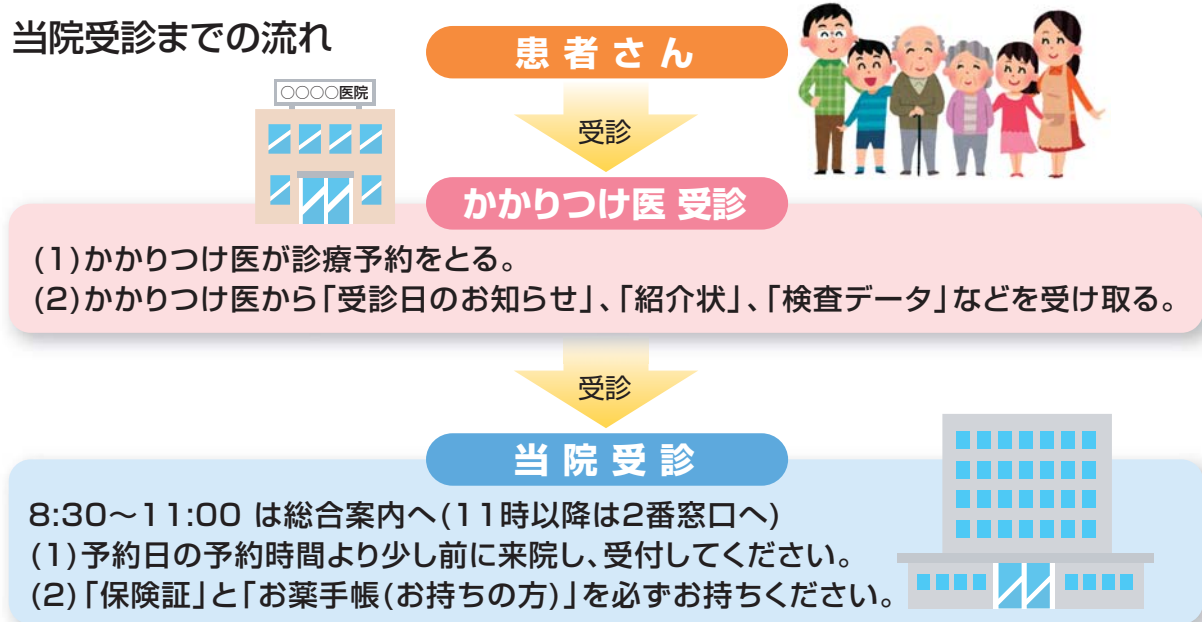 当院受診までの流れ
患者さん
○○○○医院
受診
かかりつけ医 受診
(1)かかりつけ医が診療予約をとる。
(2)かかりつけ医から「受診日のお知らせ」、「紹介状」、「検査データ」などを受け取る。
受診
当院受診
8:30～11:00 は総合案内へ(11時以降は2番窓口へ)
(1)予約日の予約時間より少し前に来院し、受付してください。
(2)「保険証」と「お薬手帳(お持ちの方)」を必ずお持ちください。